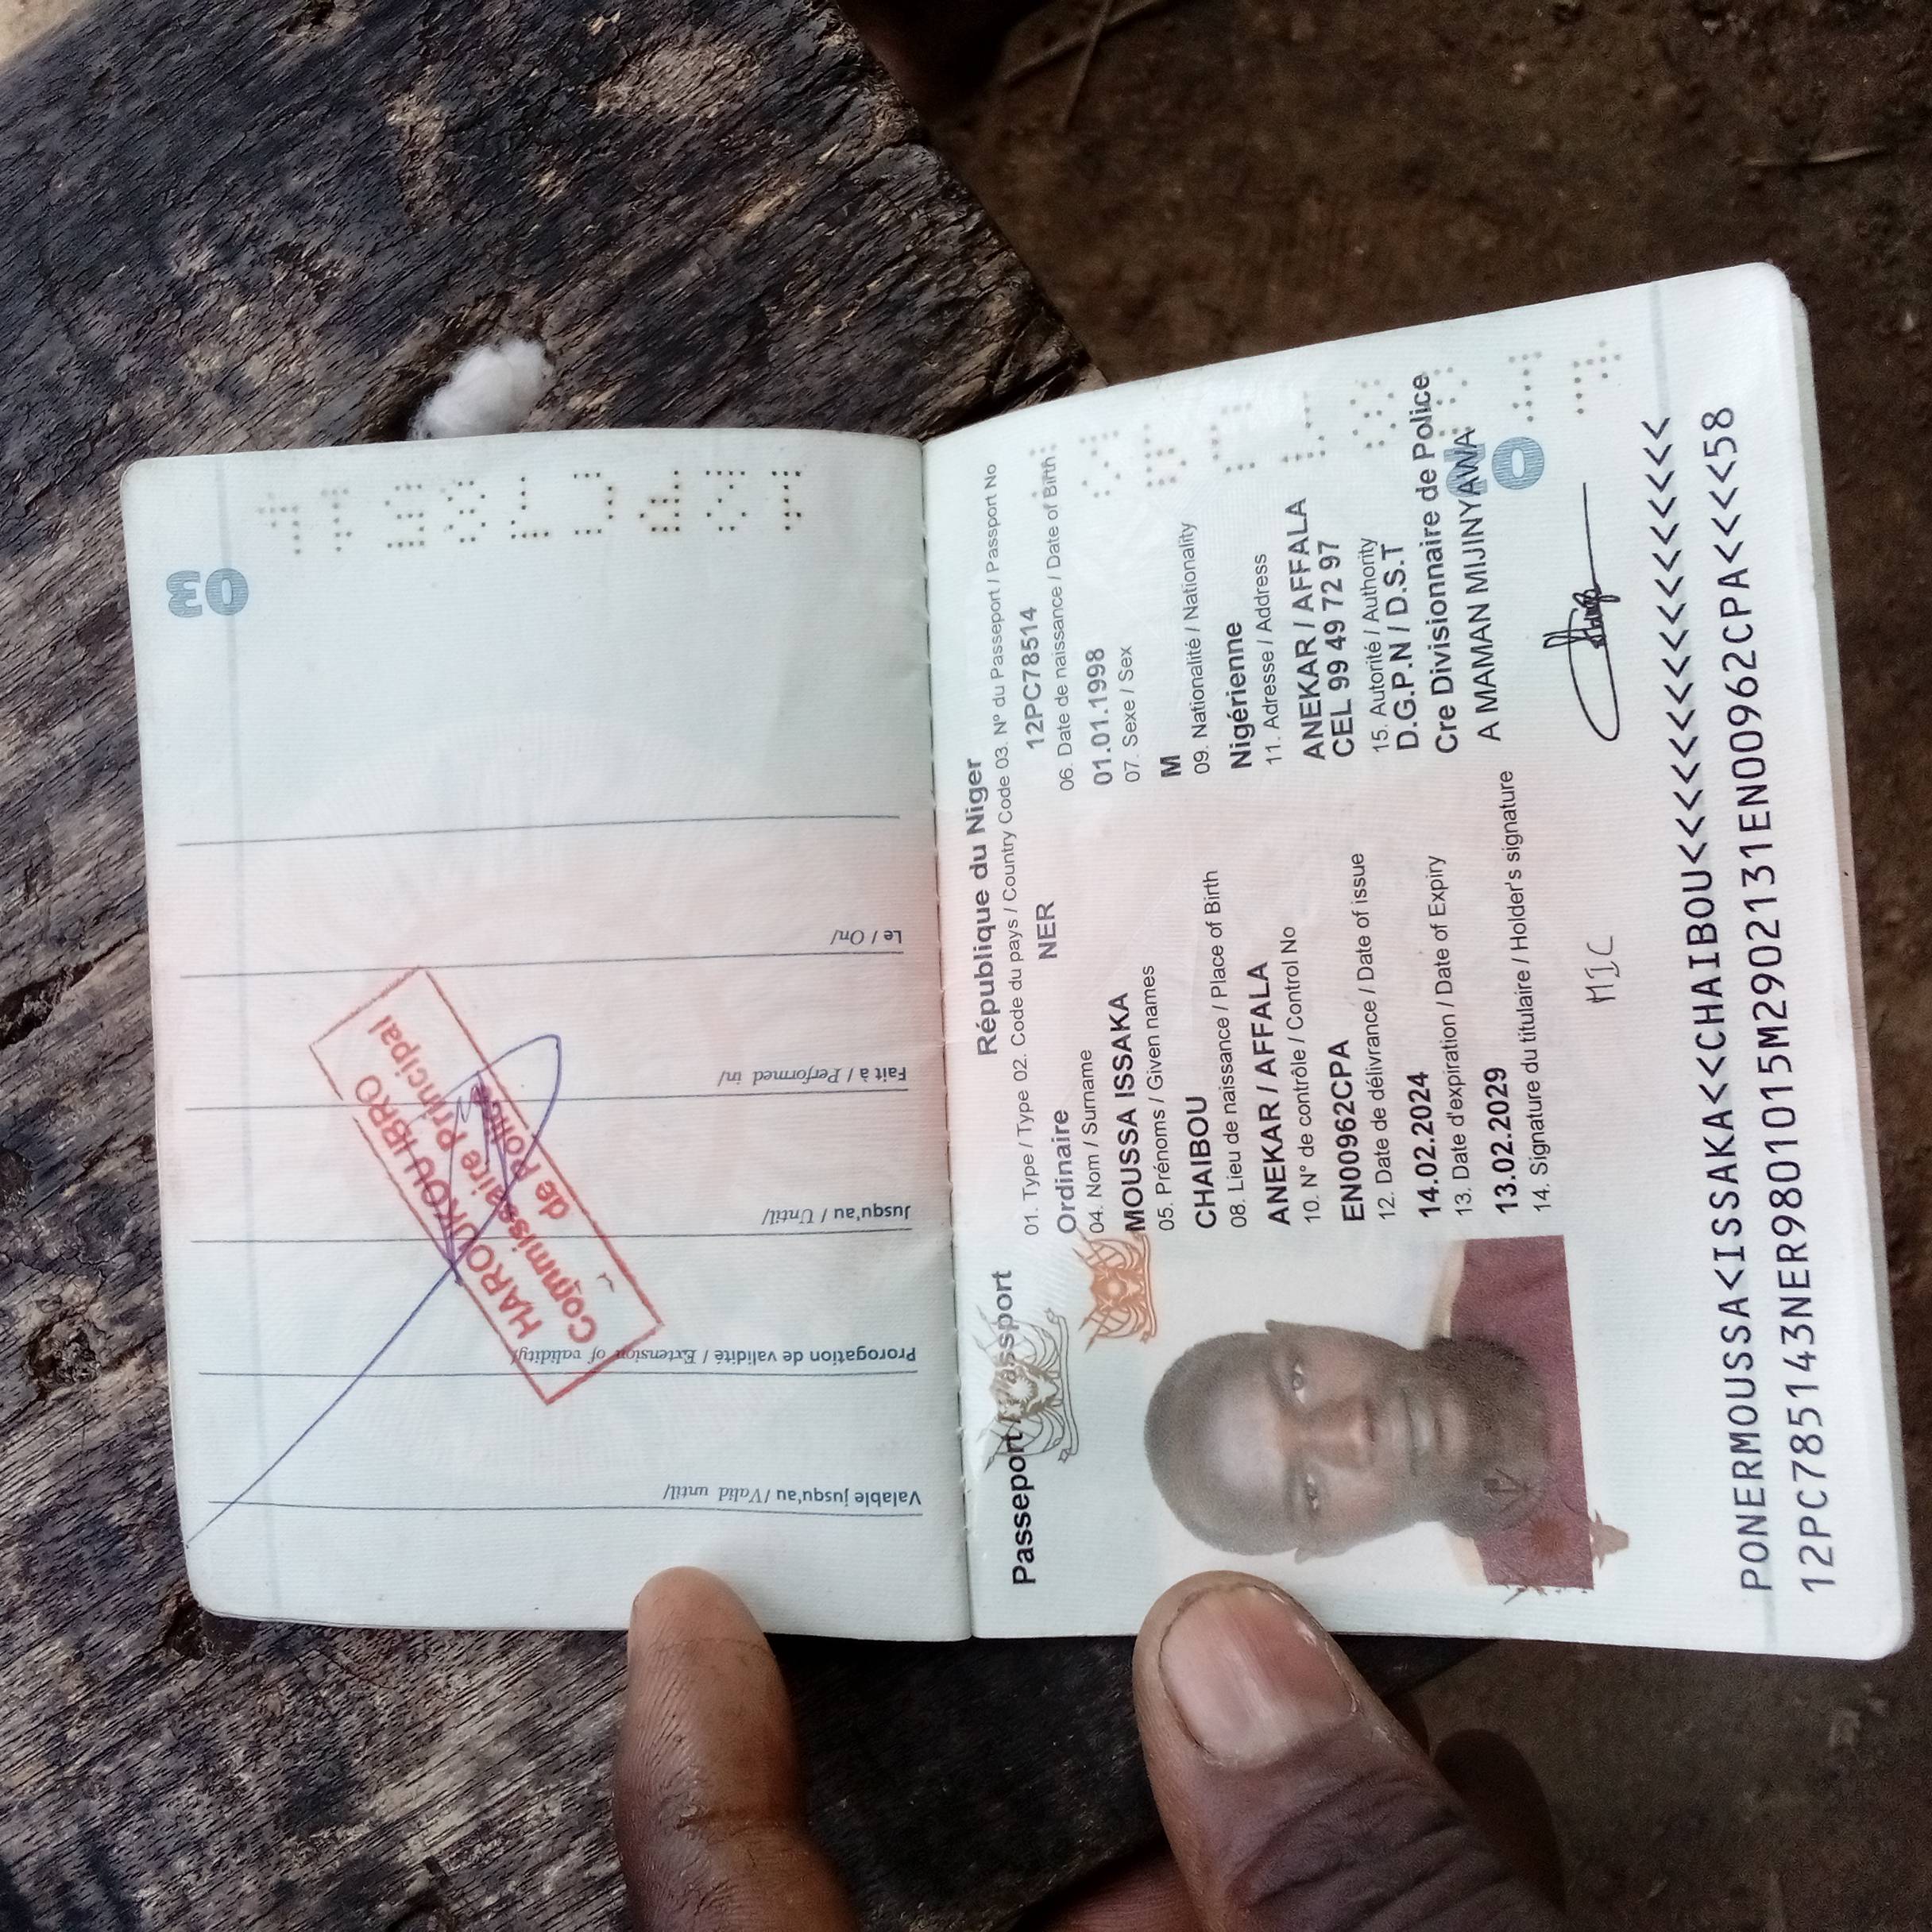 République du Niger
Passeport / Passport
01. Type / Type 02. Code du pays / Country Code 03. Nº du Passeport / Passport No
Ordinaire NER 12PC78514
04. Nom / Surname
MOUSSA ISSAKA
05. Prénoms / Given names
CHAIBOU
06. Date de naissance / Date of Birth
01.01.1998
07. Sexe / Sex
M
08. Lieu de naissance / Place of Birth
ANEKAR / AFFALA
09. Nationalité / Nationality
Nigérienne
10. N° de contrôle / Control No
EN00962CPA
11. Adresse / Address
ANEKAR / AFFALA
CEL 99 49 72 97
12. Date de délivrance / Date of issue
14.02.2024
13. Date d'expiration / Date of Expiry
13.02.2029
15. Autorité / Authority
D.G.P.N / D.S.T
Cre Divisionnaire de Police
A MAMAN MIJINYAWA
14. Signature du titulaire / Holder's signature
MIC
PONERMOUSSA<ISSAKA<<CHAIBOU<<<<<<<<<<<<<<<<<
12PC785143NER9801015M2902131EN00962CPA<<<<58
03
Valable jusqu'au / Valid until/
Prorogation de validité / Extension of validity/
Jusqu'au / Until/
Fait à / Performed in/
Le / On/
HAROUKOU IBRO
Commissaire Principal
de Police